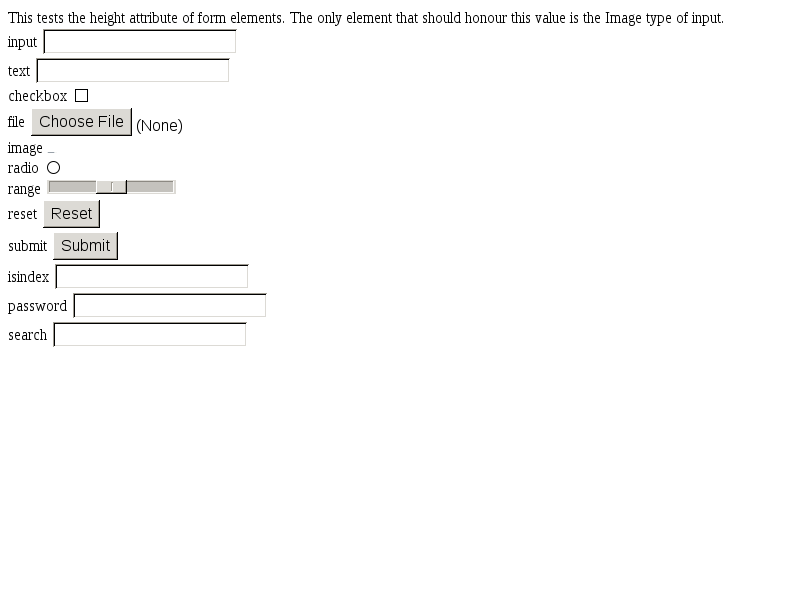 This tests the height attribute of form elements. The only element that should honour this value is the Image type of input.
input
text
checkbox
file Choose File (None)
image
radio
range
reset Reset
submit Submit
isindex
password
search